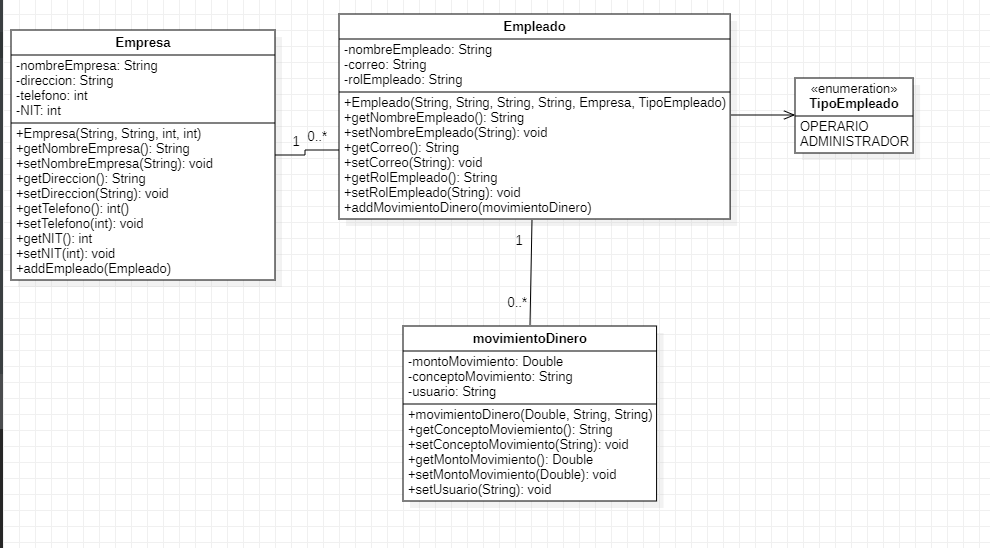 Empresa
-nombreEmpresa: String
-direccion: String
-telefono: int
-NIT: int
+Empresa(String, String, int, int)
+getNombreEmpresa(): String
+setNombreEmpresa(String): void
+getDireccion(): String
+setDireccion(String): void
+getTelefono(): int()
+setTelefono(int): void
+getNIT(): int
+setNIT(int): void
+addEmpleado(Empleado)
1
0..*
Empleado
-nombreEmpleado: String
-correo: String
-rolEmpleado: String
+Empleado(String, String, String, String, Empresa, TipoEmpleado)
+getNombreEmpleado(): String
+setNombreEmpleado(String): void
+getCorreo(): String
+setCorreo(String): void
+getRolEmpleado(): String
+setRolEmpleado(String): void
+addMovimientoDinero(movimientoDinero)
«enumeration»
TipoEmpleado
OPERARIO
ADMINISTRADOR
1
0..*
movimientoDinero
-montoMovimiento: Double
-conceptoMovimiento: String
-usuario: String
+movimientoDinero(Double, String, String)
+getConceptoMoviemiento(): String
+setConceptoMovimiento(String): void
+getMontoMovimiento(): Double
+setMontoMovimiento(Double): void
+setUsuario(String): void